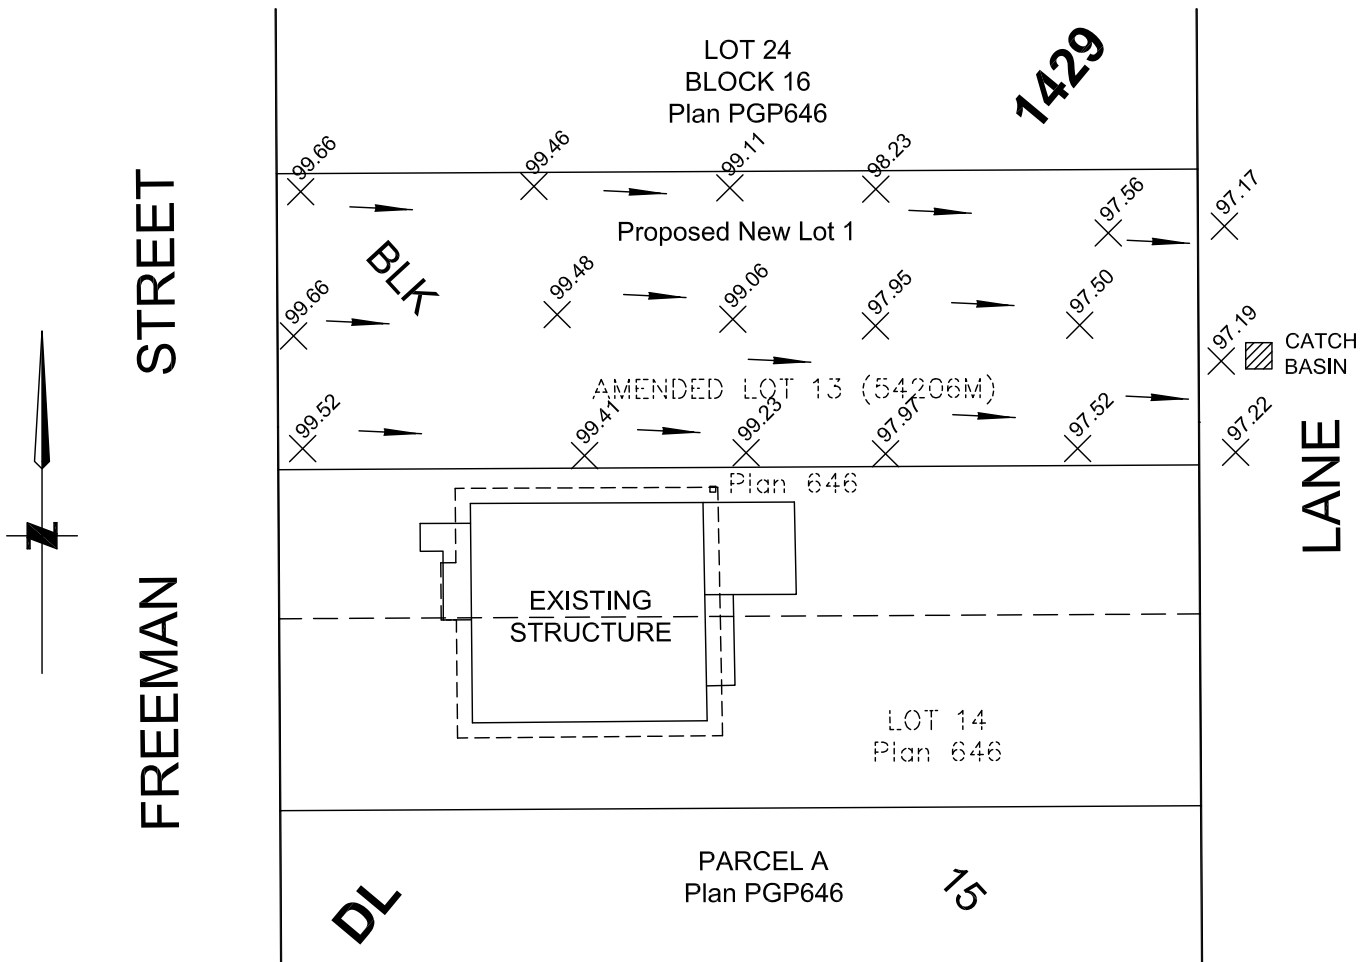 LOT 24
BLOCK 16
Plan PGP646
1429
99.66
99.46
99.11
98.23
97.56
97.17
STREET
Proposed New Lot 1
BLK
99.66
99.48
99.06
97.95
97.50
97.19
CATCH
BASIN
AMENDED LOT 13 (54206M)
99.52
99.41
99.23
97.97
97.52
97.22
Plan 646
LANE
N
FREEMAN
EXISTING
STRUCTURE
LOT 14
Plan 646
PARCEL A
Plan PGP646
DL
15